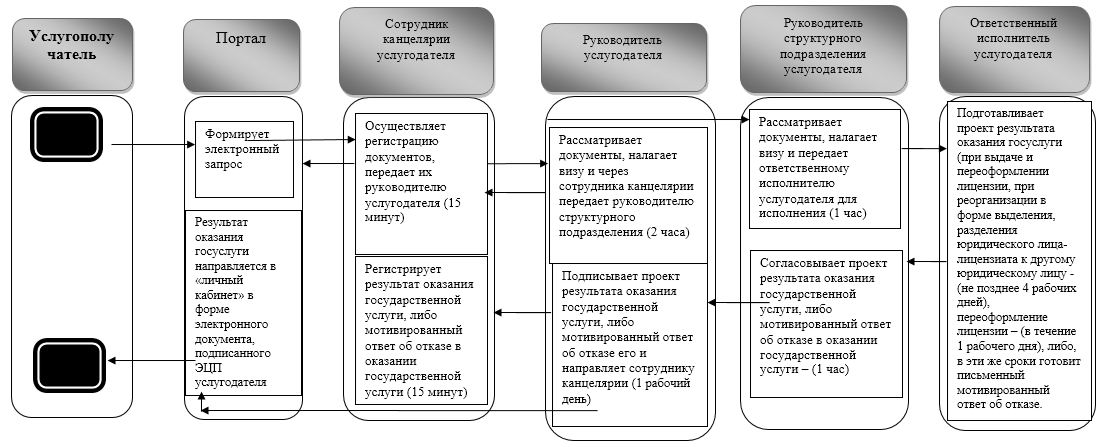 Услугополу
чатель
Портал
Сотрудник
канцелярии
услугодателя
Руководитель
услугодателя
Руководитель
структурного
подразделения
услугодателя
Ответственный
исполнитель
услугодателя
Формирует
электронный
запрос
Результат
оказания
госуслуги
направляется в
«личный
кабинет» в
форме
электронного
документа,
подписанного
ЭЦП
услугодателя
Осуществляет
регистрацию
документов,
передает их
руководителю
услугодателя (15
минут)
Регистрирует
результат оказания
государственной
услуги, либо
мотивированный
ответ об отказе в
оказании
государственной
услуги (15 минут)
Рассматривает
документы, налагает
визу и через
сотрудника канцелярии
передает руководителю
структурного
подразделения (2 часа)
Подписывает проект
результата оказания
государственной
услуги, либо
мотивированный ответ
об отказе его и
направляет сотруднику
канцелярии (1 рабочий
день)
Рассматривает
документы, налагает
визу и передает
ответственному
исполнителю
услугодателя для
исполнения (1 час)
Согласовывает проект
результата оказания
государственной
услуги, либо
мотивированный ответ
об отказе в оказании
государственной
услуги – (1 час)
Подготавливает
проект результата
оказания госуслуги
(при выдаче и
переоформлении
лицензии, при
реорганизации в
форме выделения,
разделения
юридического лица-
лицензиата к другому
юридическому лицу -
(не позднее 4 рабочих
дней),
переоформление
лицензии – (в течение
1 рабочего дня), либо,
в эти же сроки готовит
письменный
мотивированный
ответ об отказе.